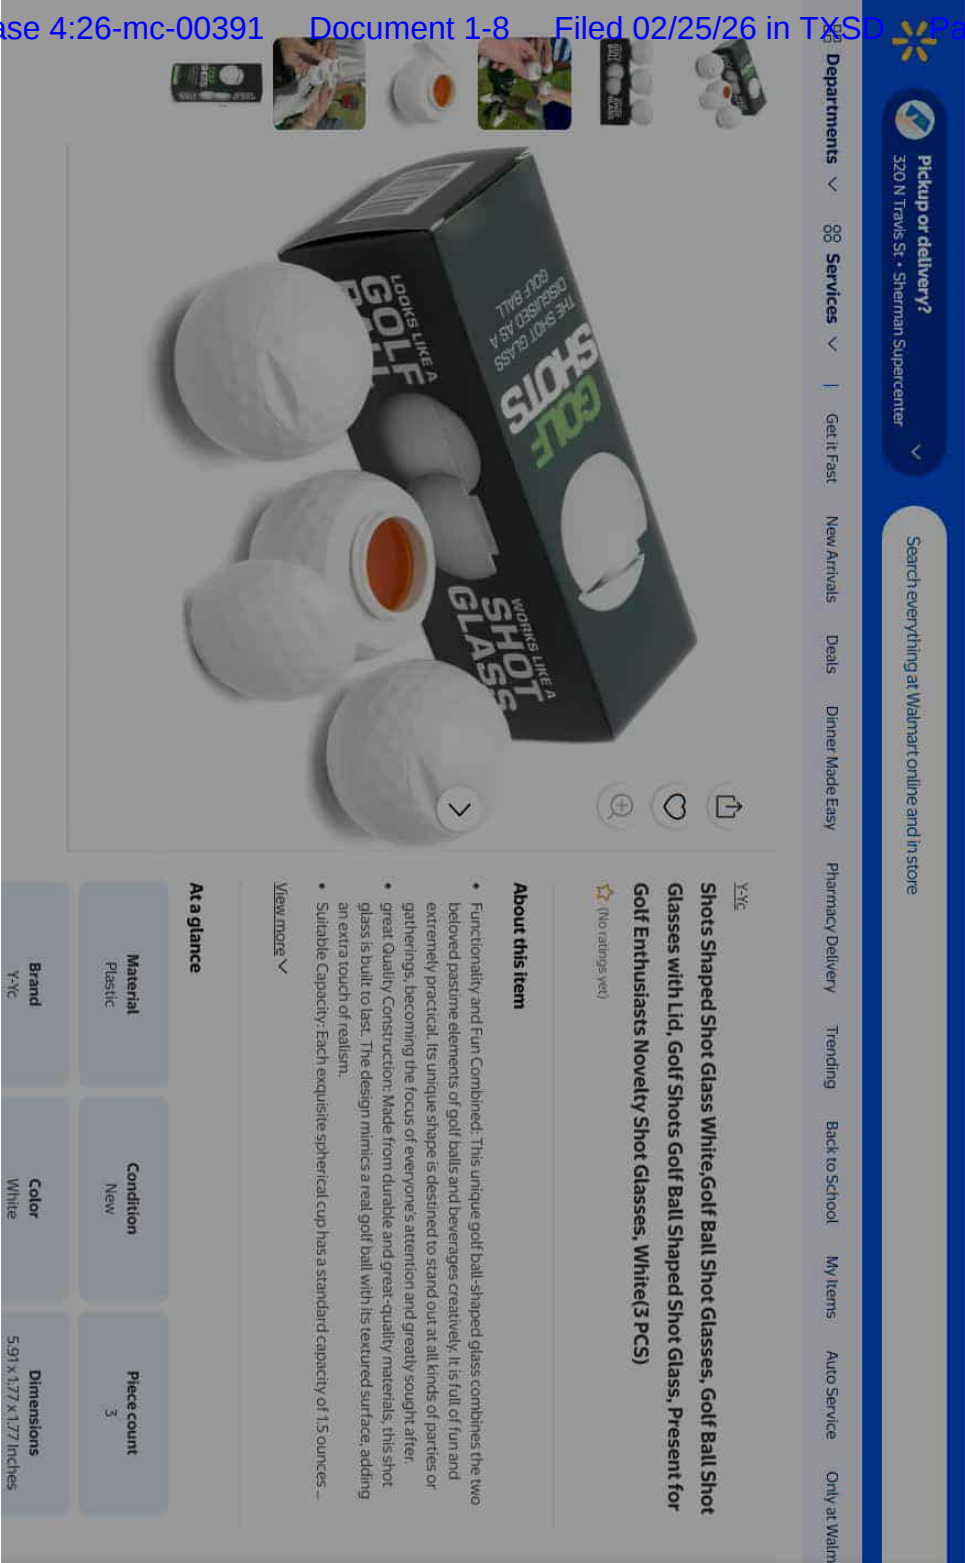 ase 4:26-mc-00391 Document 1-8 Filed 02/25/26 in TXSD Pa
Pickup or delivery?
320 N Travis St • Sherman Supercenter
Search everything at Walmart online and in store
Departments
Services
Get it Fast
New Arrivals
Deals
Dinner Made Easy
Pharmacy Delivery
Trending
Back to School
My Items
Auto Service
Only at Walm
GOLF
SHOTS
THE SHOT GLASS
DISGUISED AS A
GOLF BALL
LOOKS LIKE A
GOLF
BALL
WORKS LIKE A
SHOT
GLASS
Y-Yc
Shots Shaped Shot Glass White,Golf Ball Shot Glasses, Golf Ball Shot
Glasses with Lid, Golf Shots Golf Ball Shaped Shot Glass, Present for
Golf Enthusiasts Novelty Shot Glasses, White(3 PCS)
(No ratings yet)
About this item
Functionality and Fun Combined: This unique golf ball-shaped glass combines the two
beloved pastime elements of golf balls and beverages creatively. It is full of fun and
extremely practical. Its unique shape is destined to stand out at all kinds of parties or
gatherings, becoming the focus of everyone's attention and greatly sought after.
great Quality Construction: Made from durable and great-quality materials, this shot
glass is built to last. The design mimics a real golf ball with its textured surface, adding
an extra touch of realism.
Suitable Capacity: Each exquisite spherical cup has a standard capacity of 1.5 ounces ...
View more
At a glance
Material
Plastic
Condition
New
Piece count
3
Brand
Y-Yc
Color
White
Dimensions
5.91 x 1.77 x 1.77 Inches